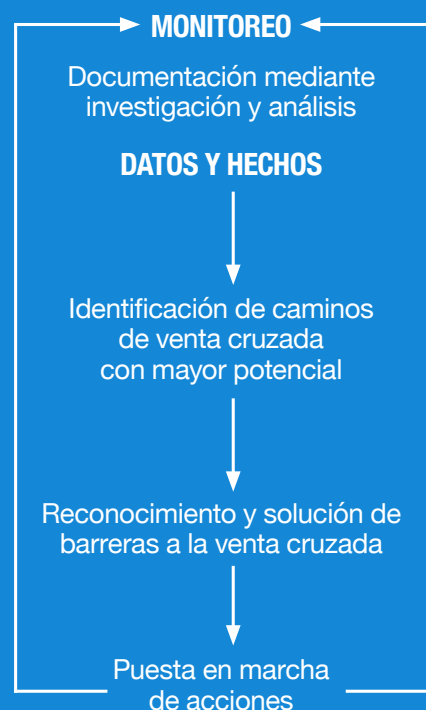 MONITOREO
Documentación mediante
investigación y análisis
DATOS Y HECHOS
Identificación de caminos
de venta cruzada
con mayor potencial
Reconocimiento y solución de
barreras a la venta cruzada
Puesta en marcha
de acciones